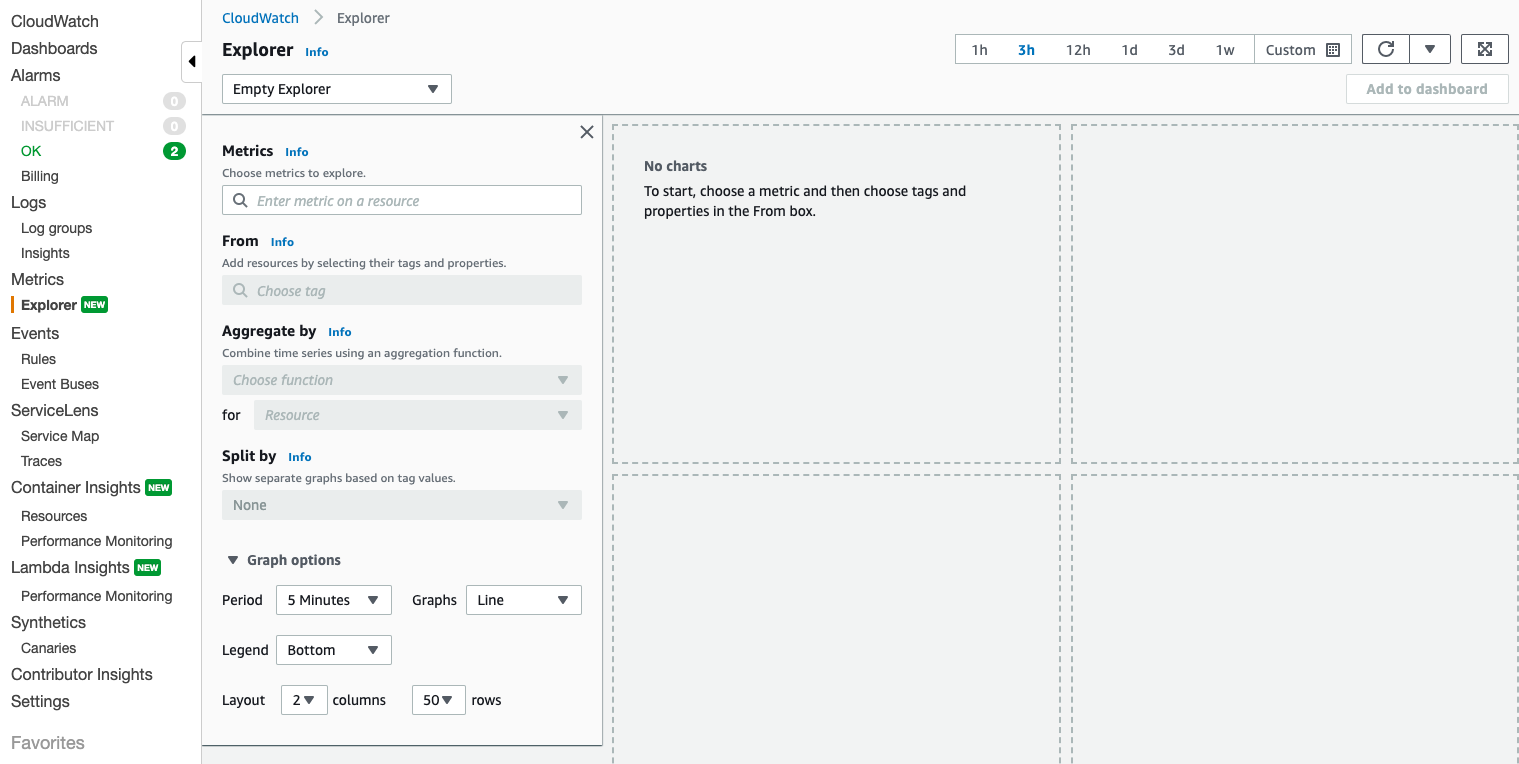 CloudWatch
Dashboards
Alarms
ALARM 0
INSUFFICIENT 0
OK 2
Billing
Logs
Log groups
Insights
Metrics
Explorer NEW
Events
Rules
Event Buses
ServiceLens
Service Map
Traces
Container Insights NEW
Resources
Performance Monitoring
Lambda Insights NEW
Performance Monitoring
Synthetics
Canaries
Contributor Insights
Settings
Favorites
CloudWatch Explorer
Explorer Info
1h 3h 12h 1d 3d 1w Custom
Empty Explorer
Add to dashboard
Metrics Info
Choose metrics to explore.
Enter metric on a resource
From Info
Add resources by selecting their tags and properties.
Choose tag
Aggregate by Info
Combine time series using an aggregation function.
Choose function
for Resource
Split by Info
Show separate graphs based on tag values.
None
Graph options
Period 5 Minutes Graphs Line
Legend Bottom
Layout 2 columns 50 rows
No charts
To start, choose a metric and then choose tags and
properties in the From box.